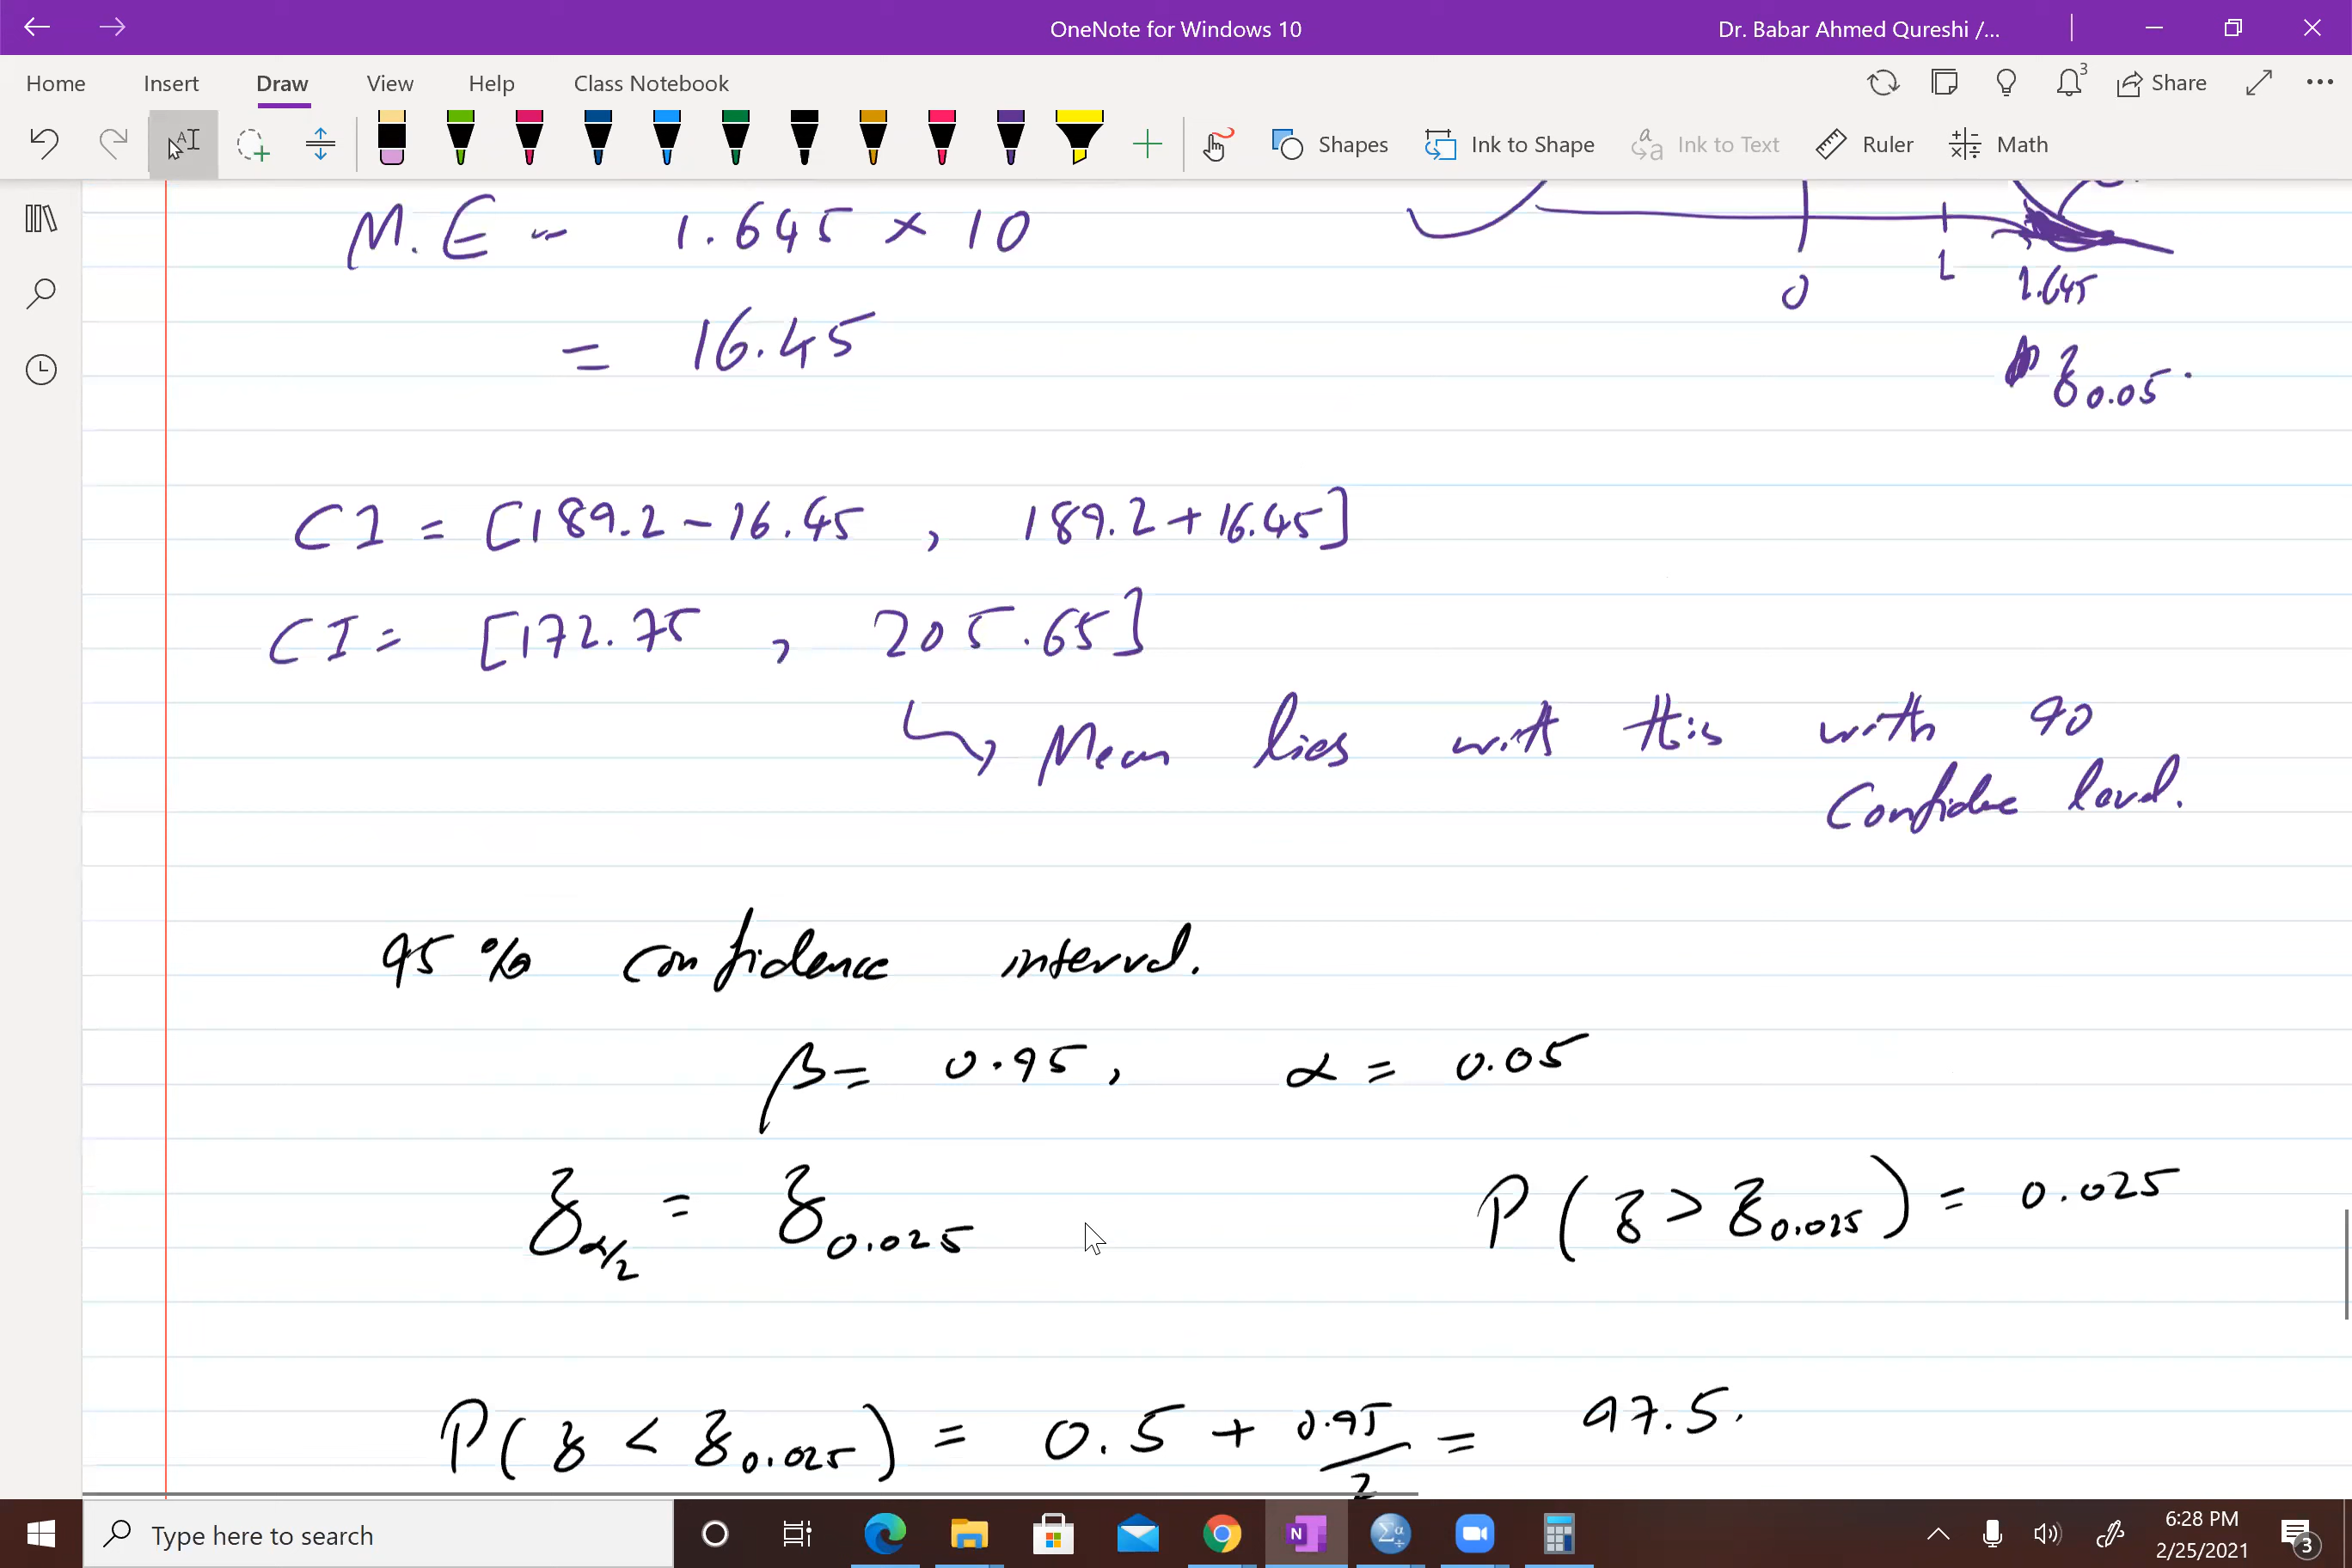 OneNote for Windows 10
Dr. Babar Ahmed Qureshi /...
Home Insert Draw View Help Class Notebook
3
Share
Shapes Ink to Shape Ink to Text Ruler Math
M.E = 1.645 × 10
0 1 1.645
= 16.45
z0.05.
CI = [189.2 - 16.45 , 189.2 + 16.45]
CI = [172.75 , 205.65]
Mean lies with this with 90
Confidence level.
95 % confidence interval.
β = 0.95, α = 0.05
zα/2 = z0.025 P( z > z0.025 ) = 0.025
P( z < z0.025 ) = 0.5 + 0.95/2 = 97.5.
Type here to search
6:28 PM
2/25/2021
3